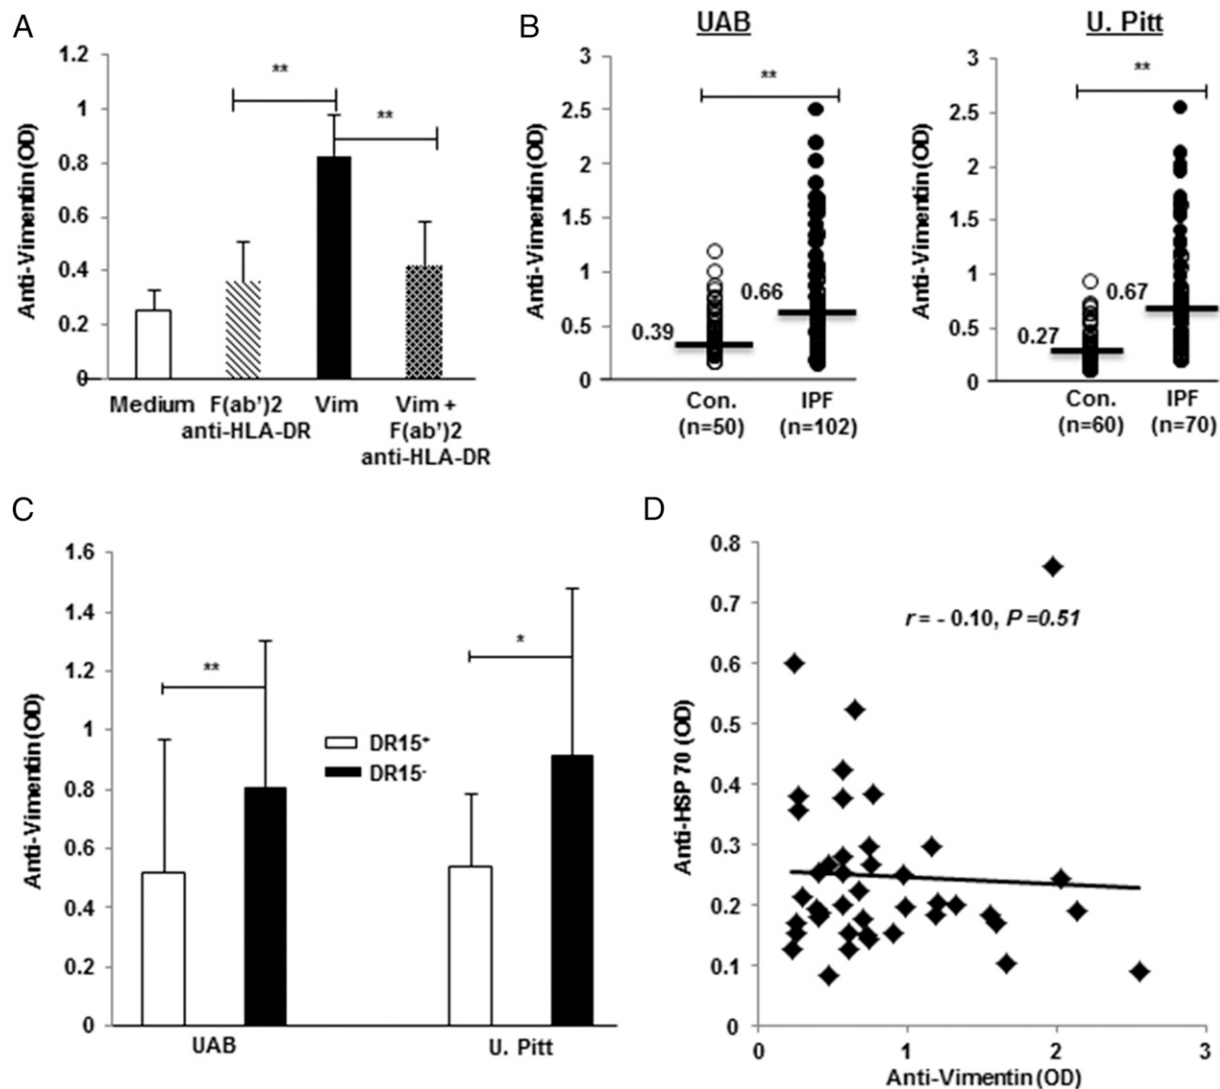 A
1.2
1
0.8
0.6
0.4
0.2
0
Anti-Vimentin (OD)
**
**
Medium
F(ab')2
anti-HLA-DR
Vim
Vim +
F(ab')2
anti-HLA-DR
B
UAB
3
2.5
2
1.5
1
0.5
0
Anti-Vimentin (OD)
**
0.39
0.66
Con.
(n=50)
IPF
(n=102)
U. Pitt
3
2.5
2
1.5
1
0.5
0
Anti-Vimentin (OD)
**
0.27
0.67
Con.
(n=60)
IPF
(n=70)
C
1.6
1.4
1.2
1
0.8
0.6
0.4
0.2
0
Anti-Vimentin (OD)
**
*
DR15+
DR15-
UAB
U. Pitt
D
0.8
0.7
0.6
0.5
0.4
0.3
0.2
0.1
0
Anti-HSP 70 (OD)
r = - 0.10, P =0.51
0
1
2
3
Anti-Vimentin (OD)